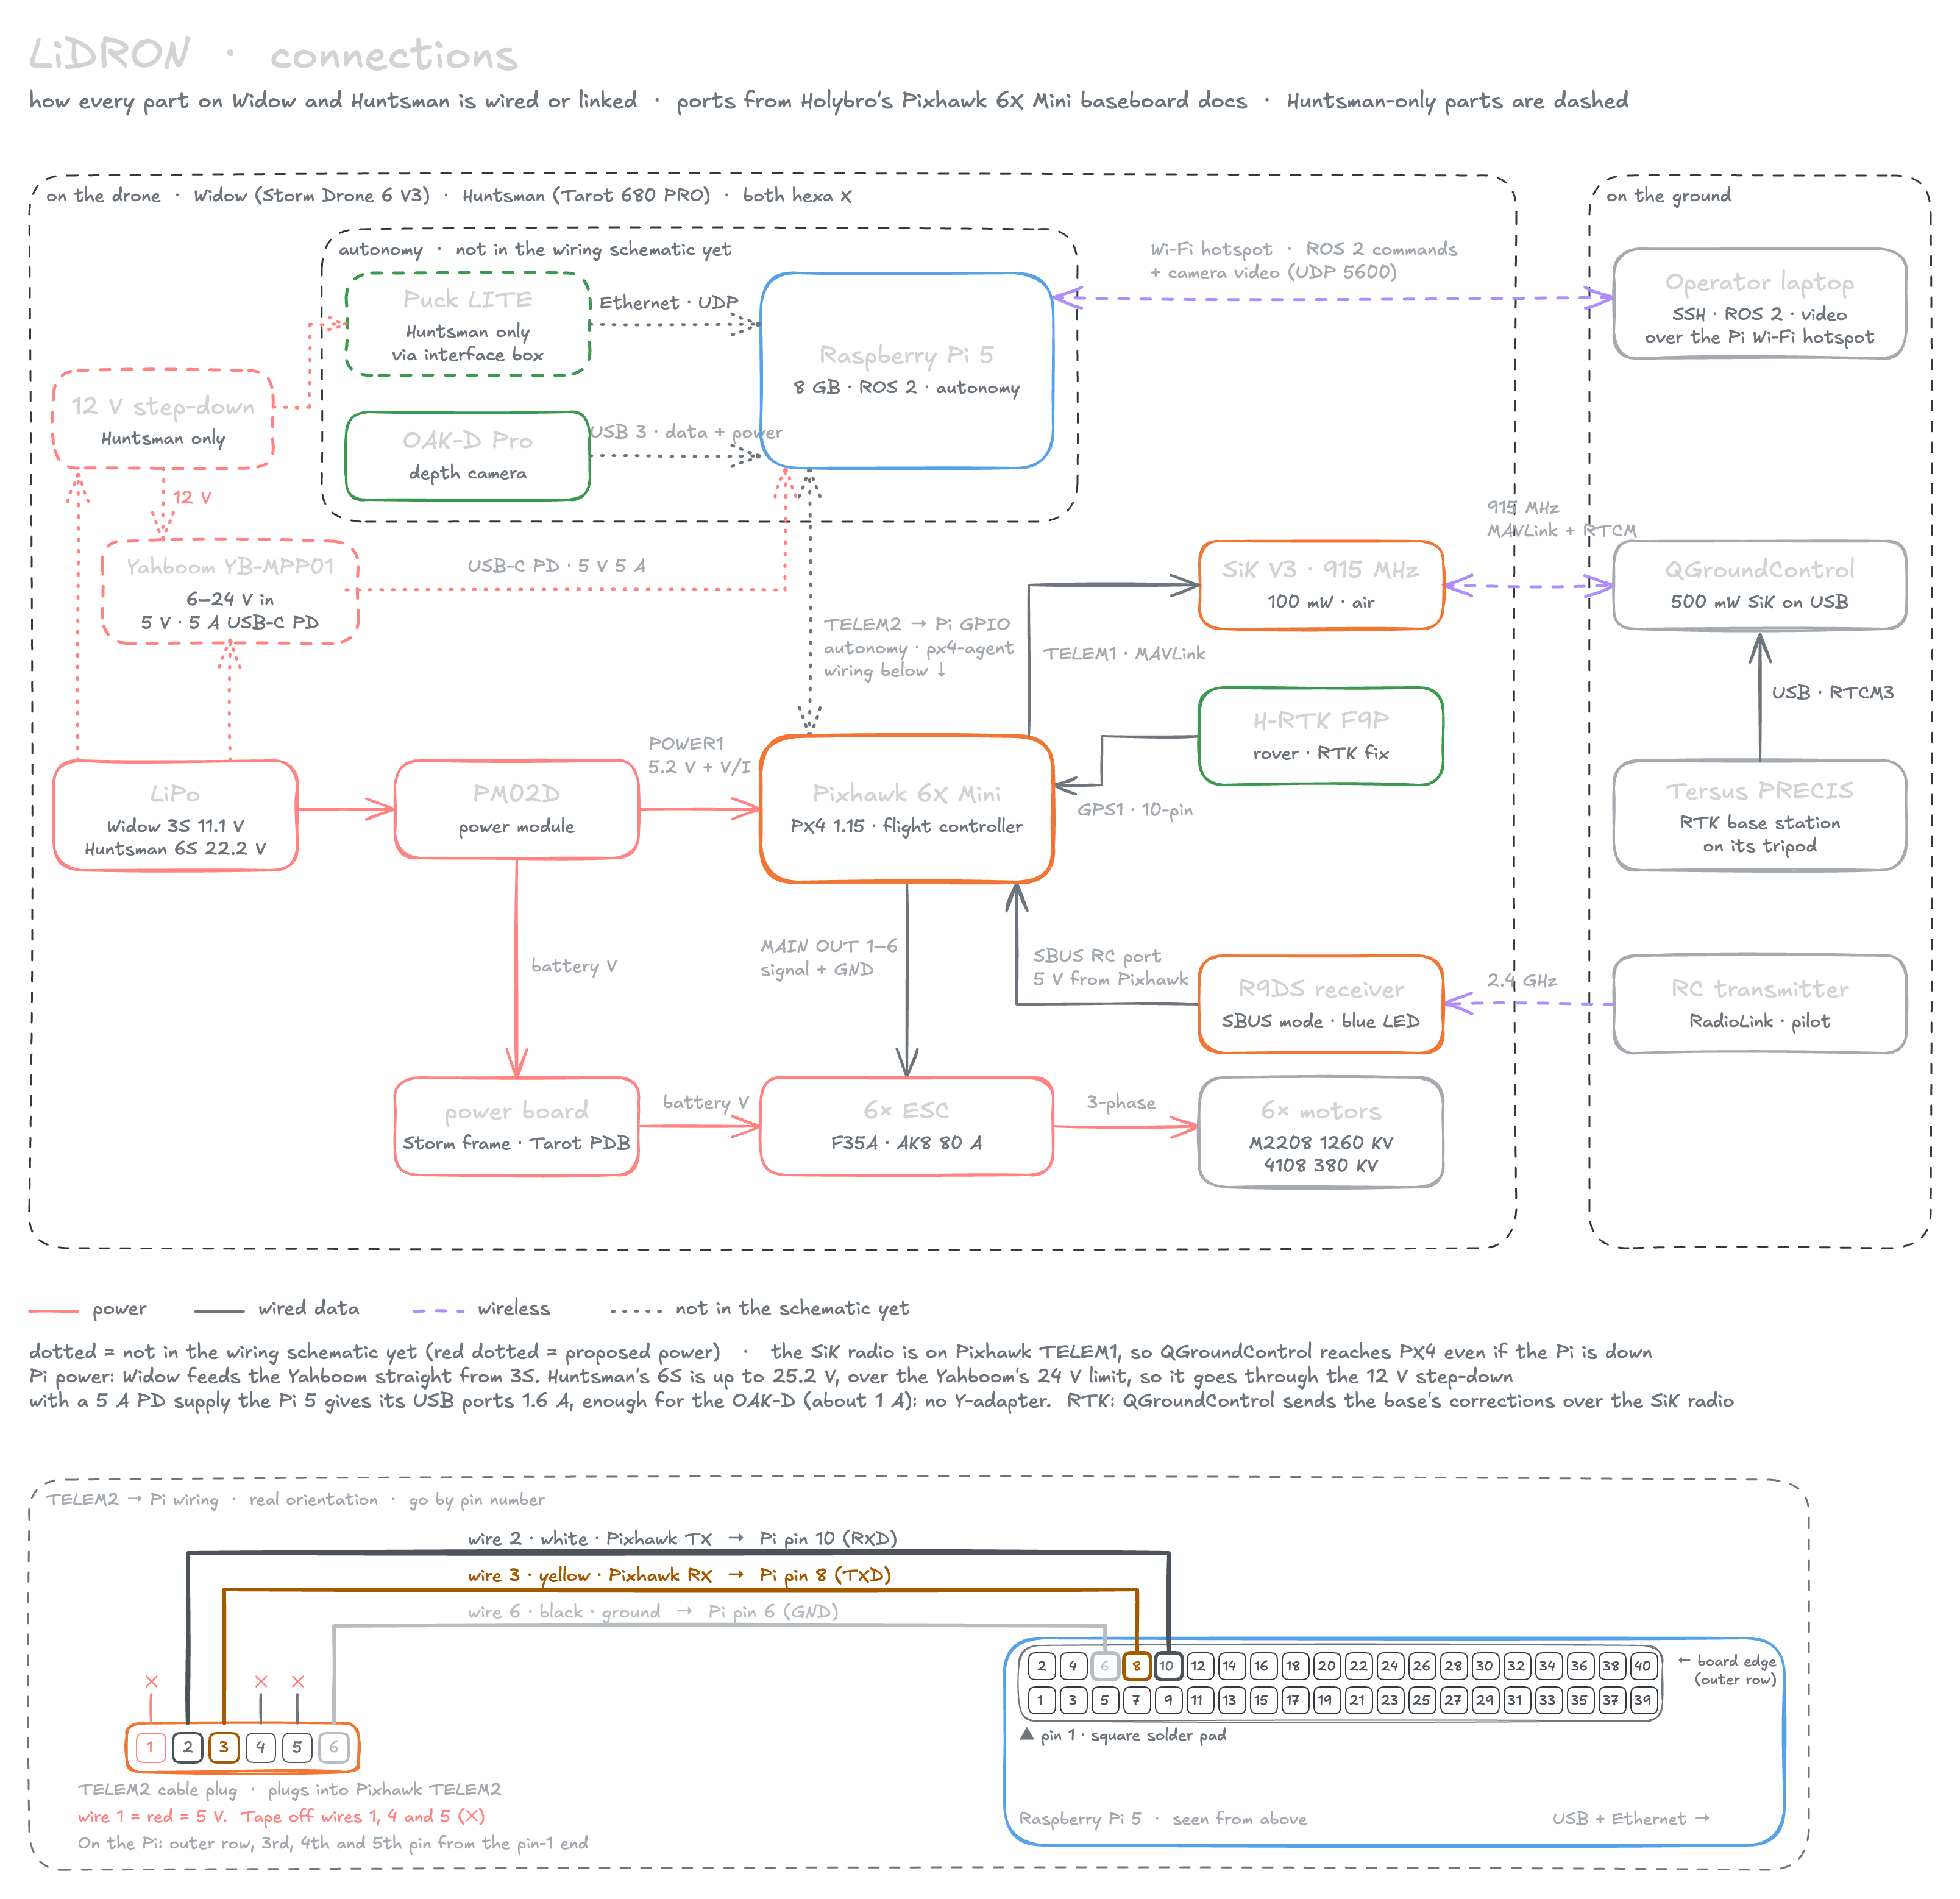 LiDRON · connections
how every part on Widow and Huntsman is wired or linked · ports from Holybro's Pixhawk 6X Mini baseboard docs · Huntsman-only parts are dashed
on the drone · Widow (Storm Drone 6 V3) · Huntsman (Tarot 680 PRO) · both hexa X
autonomy · not in the wiring schematic yet
Puck LITE
Huntsman only
via interface box
Ethernet · UDP
Raspberry Pi 5
8 GB · ROS 2 · autonomy
OAK-D Pro
depth camera
USB 3 · data + power
12 V step-down
Huntsman only
12 V
Yahboom YB-MPP01
6–24 V in
5 V · 5 A USB-C PD
USB-C PD · 5 V 5 A
TELEM2 → Pi GPIO
autonomy · px4-agent
wiring below ↓
Wi-Fi hotspot · ROS 2 commands
+ camera video (UDP 5600)
SiK V3 · 915 MHz
100 mW · air
TELEM1 · MAVLink
915 MHz
MAVLink + RTCM
H-RTK F9P
rover · RTK fix
GPS1 · 10-pin
LiPo
Widow 3S 11.1 V
Huntsman 6S 22.2 V
PM02D
power module
POWER1
5.2 V + V/I
Pixhawk 6X Mini
PX4 1.15 · flight controller
battery V
MAIN OUT 1–6
signal + GND
SBUS RC port
5 V from Pixhawk
R9DS receiver
SBUS mode · blue LED
2.4 GHz
power board
Storm frame · Tarot PDB
battery V
6× ESC
F35A · AK8 80 A
3-phase
6× motors
M2208 1260 KV
4108 380 KV
on the ground
Operator laptop
SSH · ROS 2 · video
over the Pi Wi-Fi hotspot
QGroundControl
500 mW SiK on USB
USB · RTCM3
Tersus PRECIS
RTK base station
on its tripod
RC transmitter
RadioLink · pilot
power
wired data
wireless
not in the schematic yet
dotted = not in the wiring schematic yet (red dotted = proposed power) · the SiK radio is on Pixhawk TELEM1, so QGroundControl reaches PX4 even if the Pi is down
Pi power: Widow feeds the Yahboom straight from 3S. Huntsman's 6S is up to 25.2 V, over the Yahboom's 24 V limit, so it goes through the 12 V step-down
with a 5 A PD supply the Pi 5 gives its USB ports 1.6 A, enough for the OAK-D (about 1 A): no Y-adapter. RTK: QGroundControl sends the base's corrections over the SiK radio
TELEM2 → Pi wiring · real orientation · go by pin number
wire 2 · white · Pixhawk TX → Pi pin 10 (RXD)
wire 3 · yellow · Pixhawk RX → Pi pin 8 (TXD)
wire 6 · black · ground → Pi pin 6 (GND)
× × ×
1 2 3 4 5 6
TELEM2 cable plug · plugs into Pixhawk TELEM2
wire 1 = red = 5 V. Tape off wires 1, 4 and 5 (×)
On the Pi: outer row, 3rd, 4th and 5th pin from the pin-1 end
2 4 6 8 10 12 14 16 18 20 22 24 26 28 30 32 34 36 38 40
1 3 5 7 9 11 13 15 17 19 21 23 25 27 29 31 33 35 37 39
← board edge
(outer row)
▲ pin 1 · square solder pad
Raspberry Pi 5 · seen from above
USB + Ethernet →